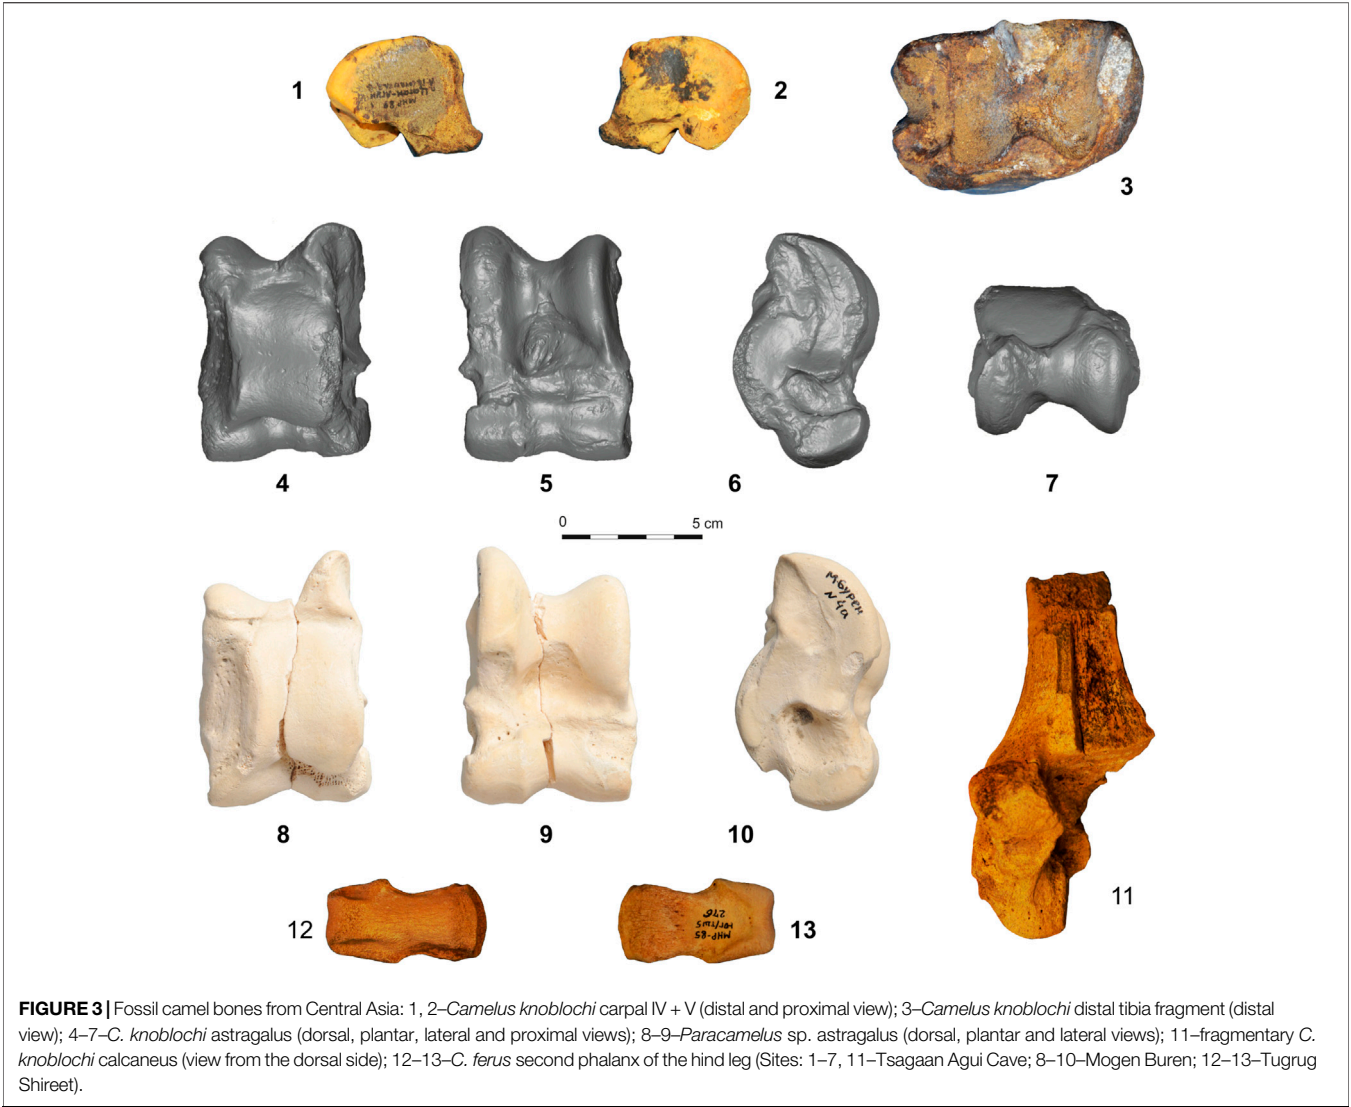 1
2
3
4
5
6
7
0
5 cm
М-Бурен
N 4а
8
9
10
11
12
MHP-85
276
13
FIGURE 3 | Fossil camel bones from Central Asia: 1, 2–Camelus knoblochi carpal IV + V (distal and proximal view); 3–Camelus knoblochi distal tibia fragment (distal
view); 4–7–C. knoblochi astragalus (dorsal, plantar, lateral and proximal views); 8–9–Paracamelus sp. astragalus (dorsal, plantar and lateral views); 11–fragmentary C.
knoblochi calcaneus (view from the dorsal side); 12–13–C. ferus second phalanx of the hind leg (Sites: 1–7, 11–Tsagaan Agui Cave; 8–10–Mogen Buren; 12–13–Tugrug
Shireet).